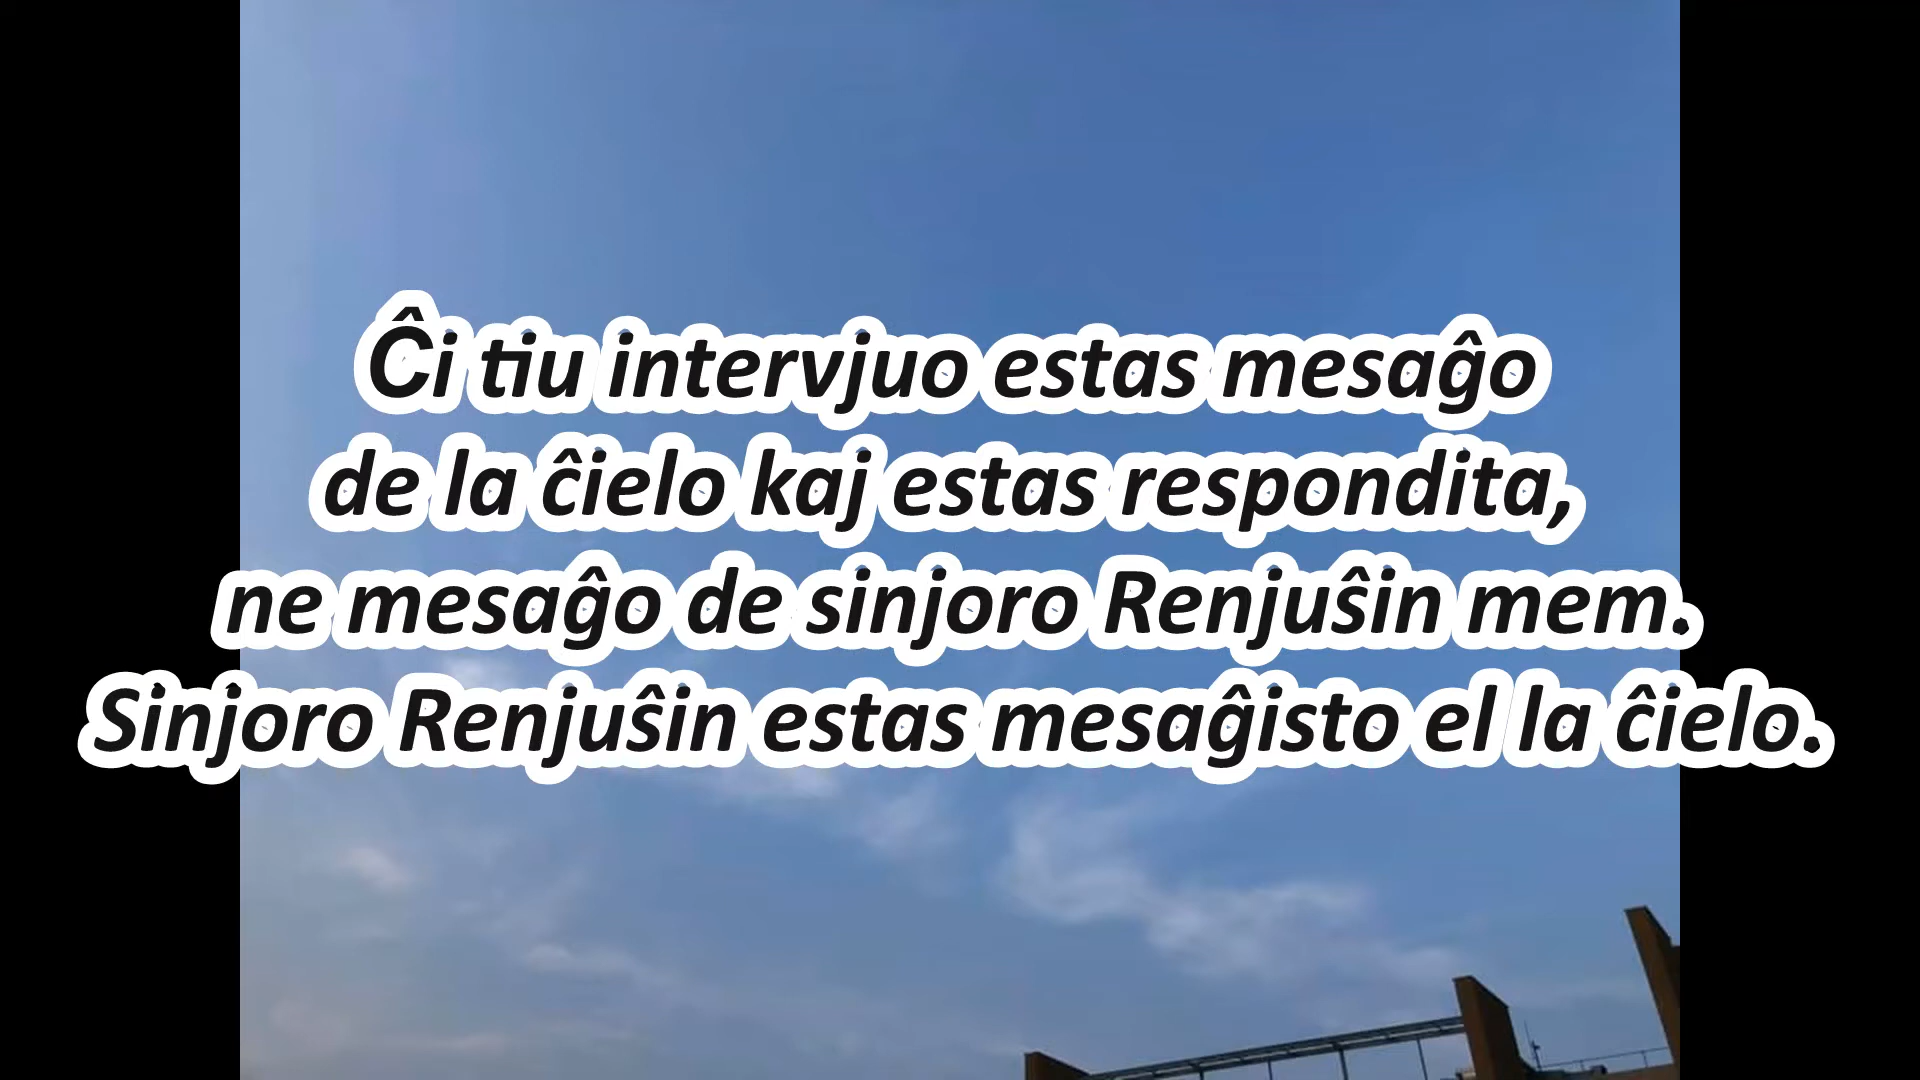 Ĉi tiu intervjuo estas mesaĝo
de la ĉielo kaj estas respondita,
ne mesaĝo de sinjoro Renjuŝin mem.
Sinjoro Renjuŝin estas mesaĝisto el la ĉielo.